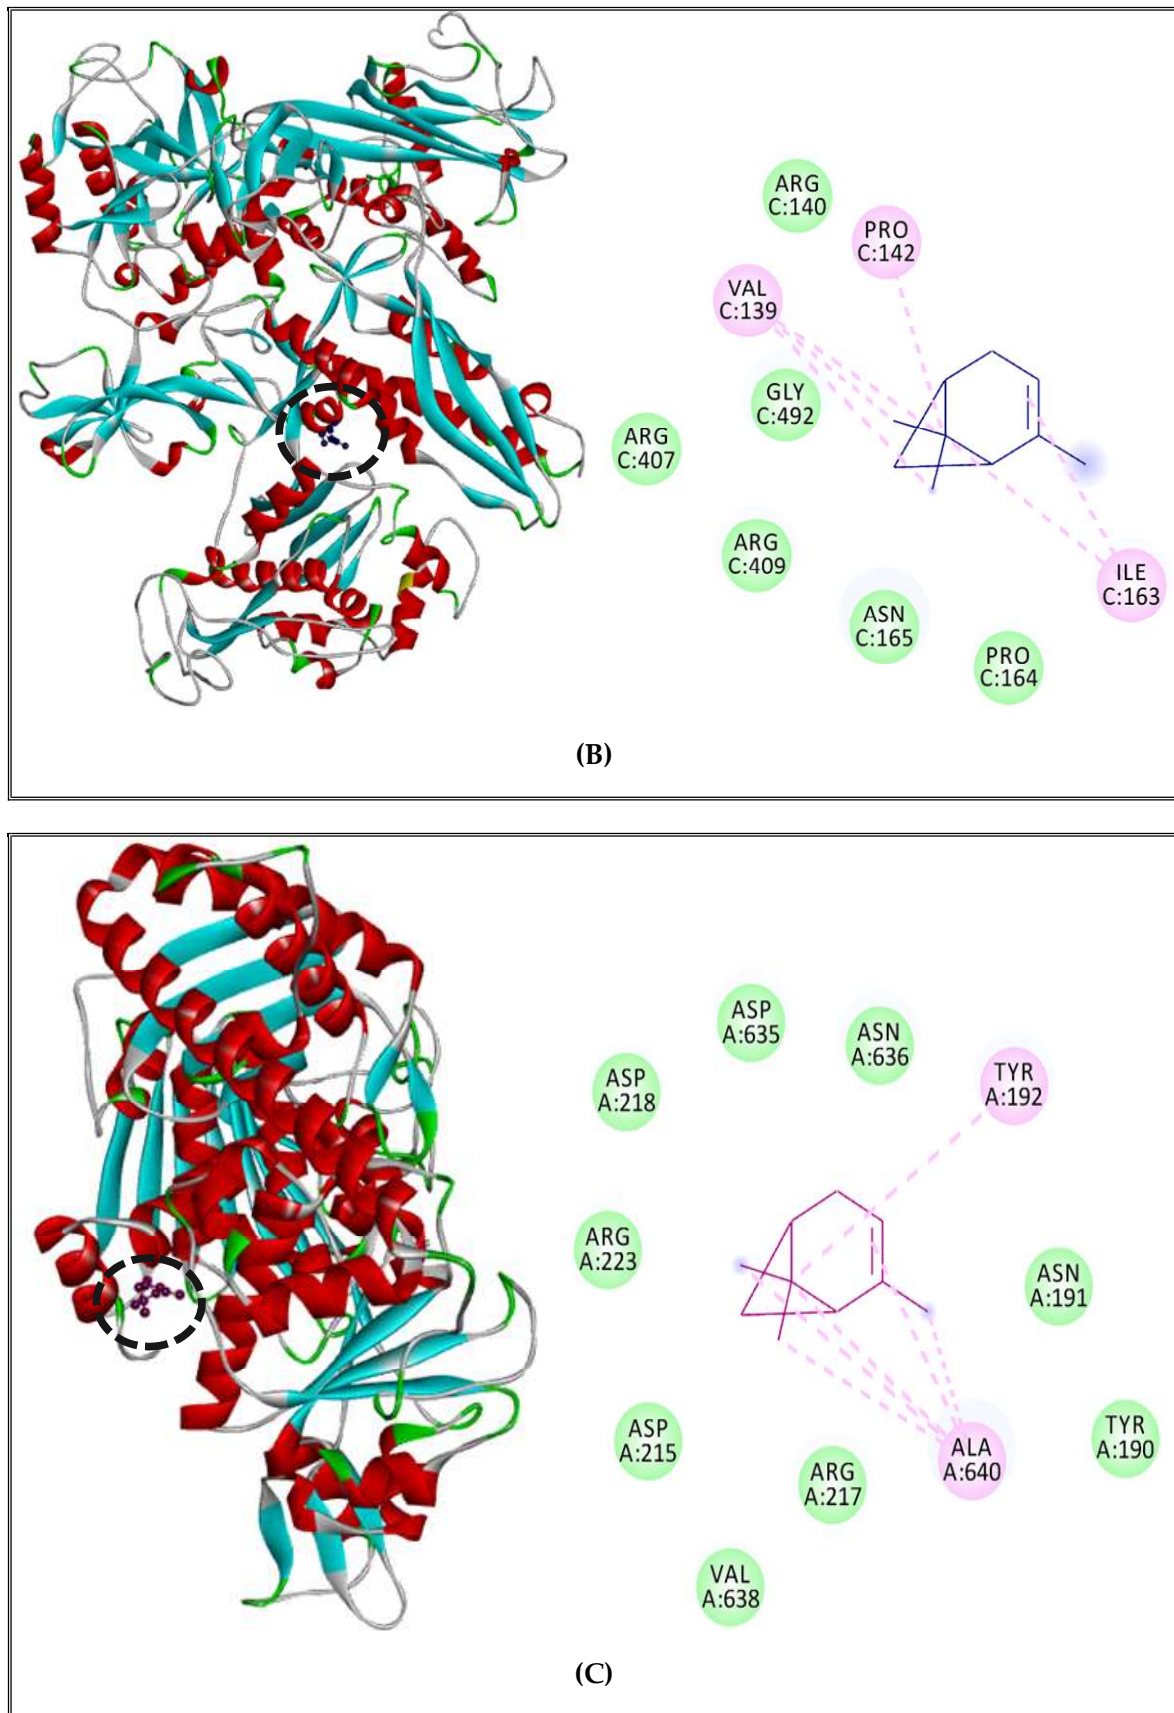 ARG
C:140
PRO
C:142
VAL
C:139
GLY
C:492
ARG
C:407
ARG
C:409
ILE
C:163
ASN
C:165
PRO
C:164
(B)
ASP
A:635
ASN
A:636
TYR
A:192
ASP
A:218
ARG
A:223
ASN
A:191
ASP
A:215
TYR
A:190
ALA
A:640
ARG
A:217
VAL
A:638
(C)